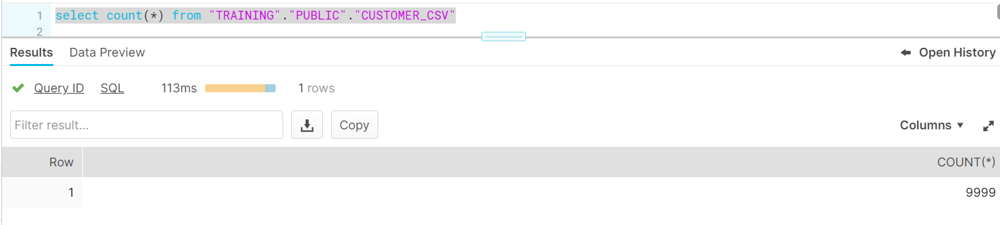 1 select count(*) from "TRAINING"."PUBLIC"."CUSTOMER_CSV"
2
Results Data Preview Open History
Query ID SQL 113ms 1 rows
Filter result... Copy Columns
Row COUNT(*)
1 9999